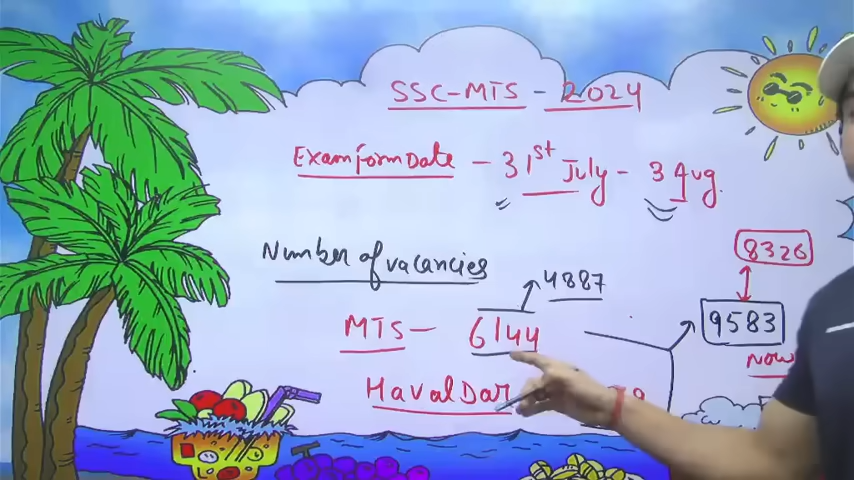 SSC-MTS - 2024
Exam form Date - 31st July - 3 Aug.
Number of vacancies
8326
4887
MTS - 6144
9583
NOW
HavalDar